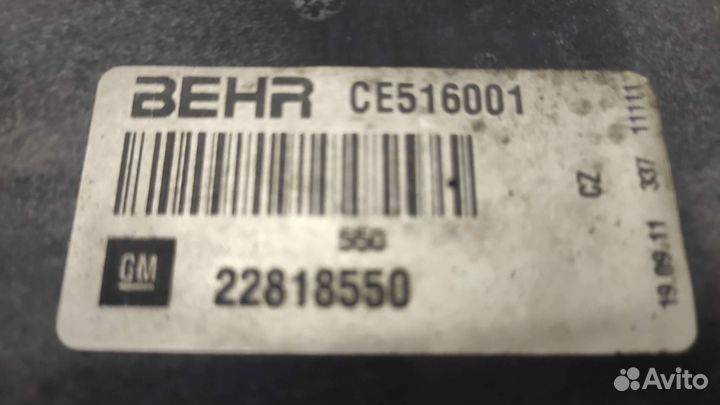 BEHR CE516001
550
GM 22818550
CZ
19.09.11 337 11111
Avito